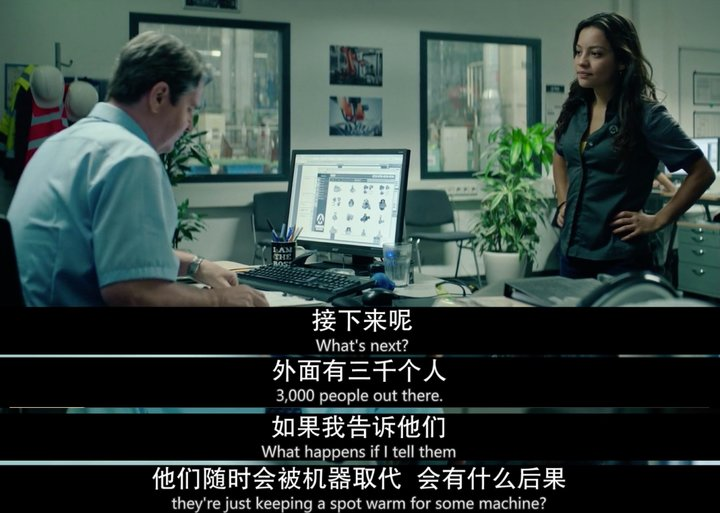 I AM
THE BOSS
接下来呢
What's next?
外面有三千个人
3,000 people out there.
如果我告诉他们
What happens if I tell them
他们随时会被机器取代 会有什么后果
they're just keeping a spot warm for some machine?